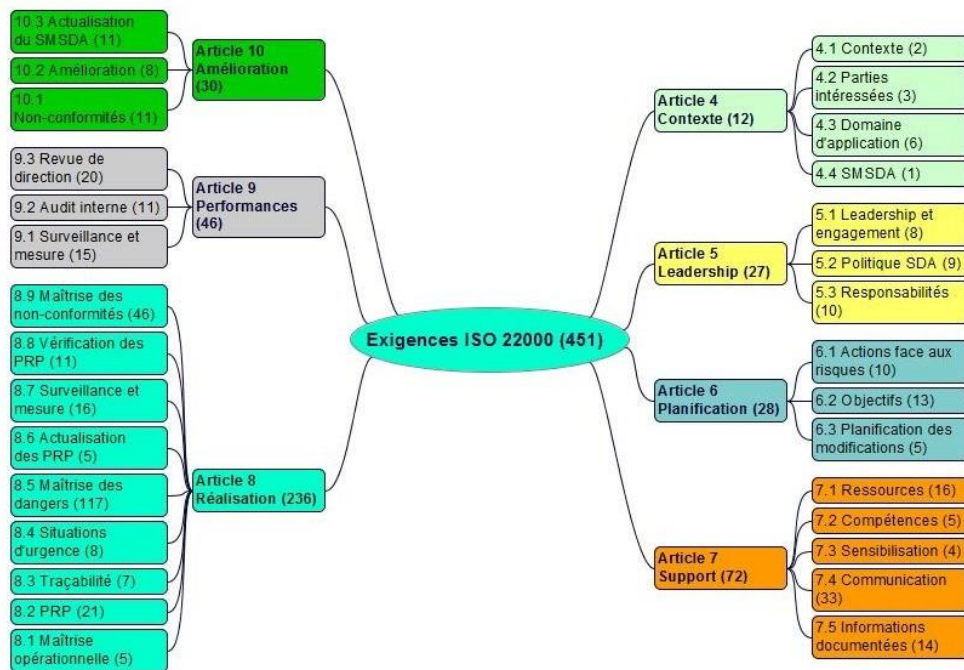 Exigences ISO 22000 (451)
Article 4
Contexte (12)
4.1 Contexte (2)
4.2 Parties
intéressées (3)
4.3 Domaine
d'application (6)
4.4 SMSDA (1)
Article 5
Leadership (27)
5.1 Leadership et
engagement (8)
5.2 Politique SDA (9)
5.3 Responsabilités
(10)
Article 6
Planification (28)
6.1 Actions face aux
risques (10)
6.2 Objectifs (13)
6.3 Planification des
modifications (5)
Article 7
Support (72)
7.1 Ressources (16)
7.2 Compétences (5)
7.3 Sensibilisation (4)
7.4 Communication
(33)
7.5 Informations
documentées (14)
Article 10
Amélioration
(30)
10.3 Actualisation
du SMSDA (11)
10.2 Amélioration (8)
10.1
Non-conformités (11)
Article 9
Performances
(46)
9.3 Revue de
direction (20)
9.2 Audit interne (11)
9.1 Surveillance et
mesure (15)
Article 8
Réalisation (236)
8.9 Maîtrise des
non-conformités (46)
8.8 Vérification des
PRP (11)
8.7 Surveillance et
mesure (16)
8.6 Actualisation
des PRP (5)
8.5 Maîtrise des
dangers (117)
8.4 Situations
d'urgence (8)
8.3 Traçabilité (7)
8.2 PRP (21)
8.1 Maîtrise
opérationnelle (5)